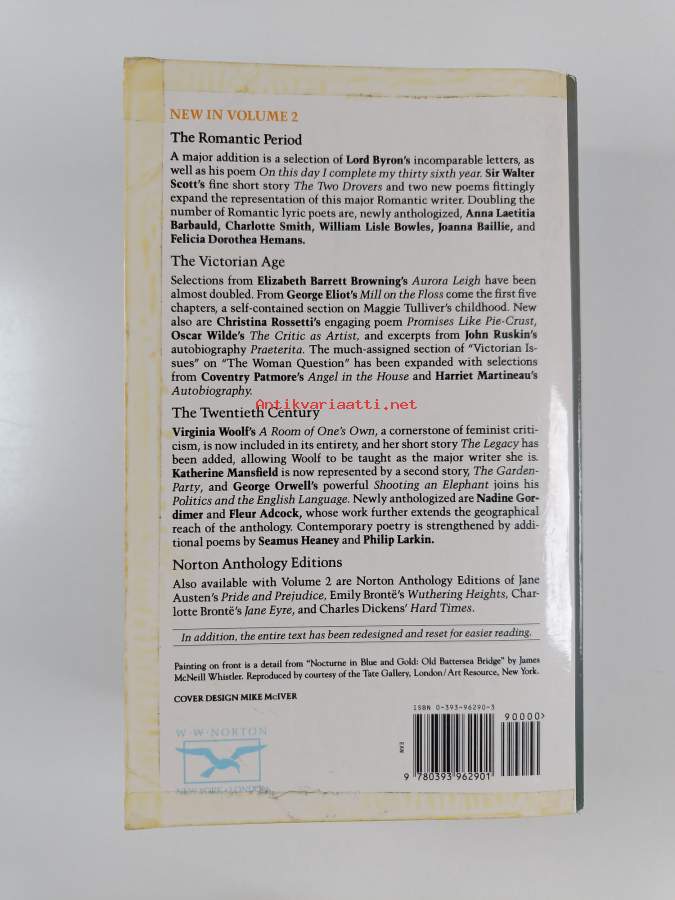 NEW IN VOLUME 2
The Romantic Period
A major addition is a selection of Lord Byron's incomparable letters, as
well as his poem On this day I complete my thirty sixth year. Sir Walter
Scott's fine short story The Two Drovers and two new poems fittingly
expand the representation of this major Romantic writer. Doubling the
number of Romantic lyric poets are, newly anthologized, Anna Laetitia
Barbauld, Charlotte Smith, William Lisle Bowles, Joanna Baillie, and
Felicia Dorothea Hemans.
The Victorian Age
Selections from Elizabeth Barrett Browning's Aurora Leigh have been
almost doubled. From George Eliot's Mill on the Floss come the first five
chapters, a self-contained section on Maggie Tulliver's childhood. New
also are Christina Rossetti's engaging poem Promises Like Pie-Crust,
Oscar Wilde's The Critic as Artist, and excerpts from John Ruskin's
autobiography Praeterita. The much-assigned section of "Victorian Is-
sues" on "The Woman Question" has been expanded with selections
from Coventry Patmore's Angel in the House and Harriet Martineau's
Autobiography.
Antikvariaatti.net
The Twentieth Century
Virginia Woolf's A Room of One's Own, a cornerstone of feminist criti-
cism, is now included in its entirety, and her short story The Legacy has
been added, allowing Woolf to be taught as the major writer she is.
Katherine Mansfield is now represented by a second story, The Garden-
Party, and George Orwell's powerful Shooting an Elephant joins his
Politics and the English Language. Newly anthologized are Nadine Gor-
dimer and Fleur Adcock, whose work further extends the geographical
reach of the anthology. Contemporary poetry is strengthened by addi-
tional poems by Seamus Heaney and Philip Larkin.
Norton Anthology Editions
Also available with Volume 2 are Norton Anthology Editions of Jane
Austen's Pride and Prejudice, Emily Brontë's Wuthering Heights, Char-
lotte Brontë's Jane Eyre, and Charles Dickens' Hard Times.
In addition, the entire text has been redesigned and reset for easier reading.
Painting on front is a detail from "Nocturne in Blue and Gold: Old Battersea Bridge" by James
McNeill Whistler. Reproduced by courtesy of the Tate Gallery, London/Art Resource, New York.
COVER DESIGN MIKE McIVER
ISBN 0-393-96290-3
90000>
EAN
9 780393 962901
W·W·NORTON
NEW YORK·LONDON